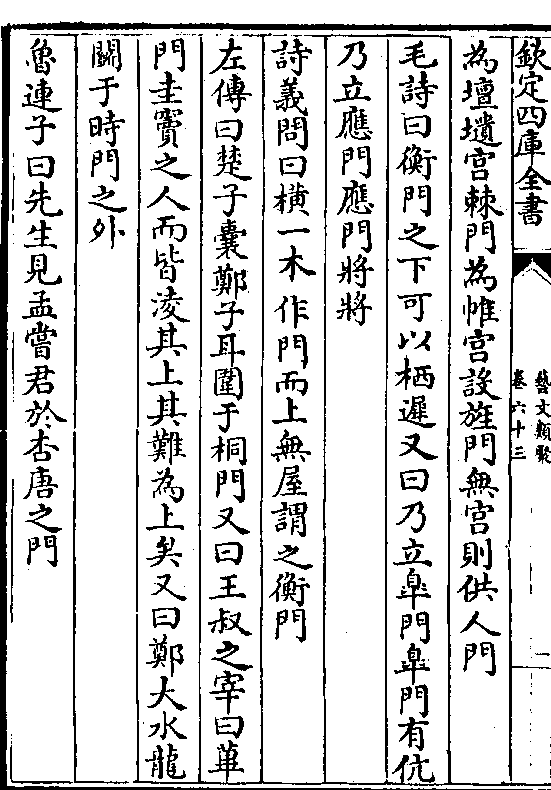 欽定四庫全書
藝文類聚
卷六十三
一
為壇壝宮棘門為帷宮設旌門無宮則供人門
毛詩曰衡門之下可以栖遲又曰乃立臯門臯門有伉
乃立應門應門將將
詩義問曰横一木作門而上無屋謂之衡門
左傳曰楚子囊鄭子耳圍于桐門又曰王叔之宰曰蓽
門圭竇之人而皆淩其上其難為上矣又曰鄭大水龍
鬭于時門之外
魯連子曰先生見孟嘗君於杏唐之門